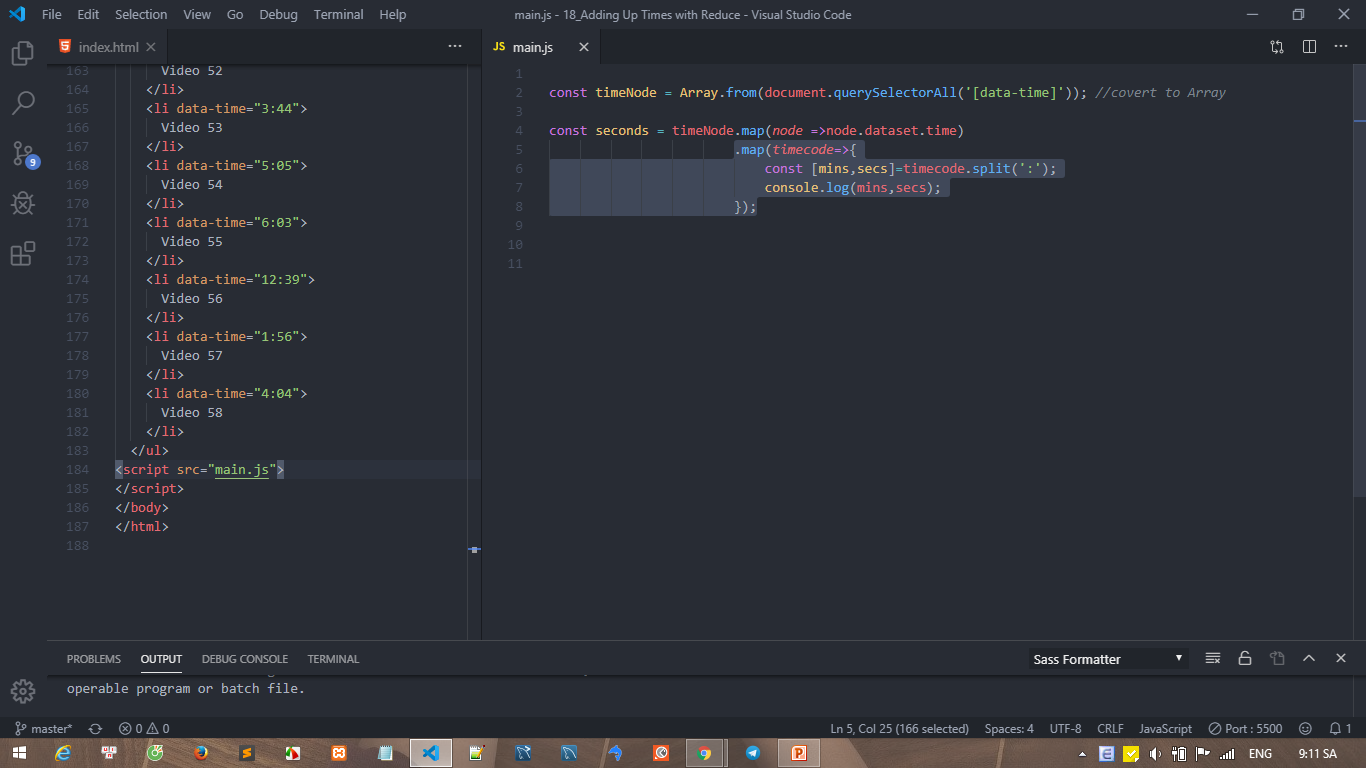 File Edit Selection View Go Debug Terminal Help main.js - 18_Adding Up Times with Reduce - Visual Studio Code
index.html
163 Video 52
164 </li>
165 <li data-time="3:44">
166 Video 53
167 </li>
168 <li data-time="5:05">
169 Video 54
170 </li>
171 <li data-time="6:03">
172 Video 55
173 </li>
174 <li data-time="12:39">
175 Video 56
176 </li>
177 <li data-time="1:56">
178 Video 57
179 </li>
180 <li data-time="4:04">
181 Video 58
182 </li>
183 </ul>
184 <script src="main.js">
185 </script>
186 </body>
187 </html>
188
9
JS main.js
1
2 const timeNode = Array.from(document.querySelectorAll('[data-time]')); //covert to Array
3
4 const seconds = timeNode.map(node =>node.dataset.time)
5 .map(timecode=>{
6 const [mins,secs]=timecode.split(':');
7 console.log(mins,secs);
8 });
9
10
11
PROBLEMS OUTPUT DEBUG CONSOLE TERMINAL Sass Formatter
operable program or batch file.
master* 0 0 Ln 5, Col 25 (166 selected) Spaces: 4 UTF-8 CRLF JavaScript Port : 5500 1
ENG 9:11 SA